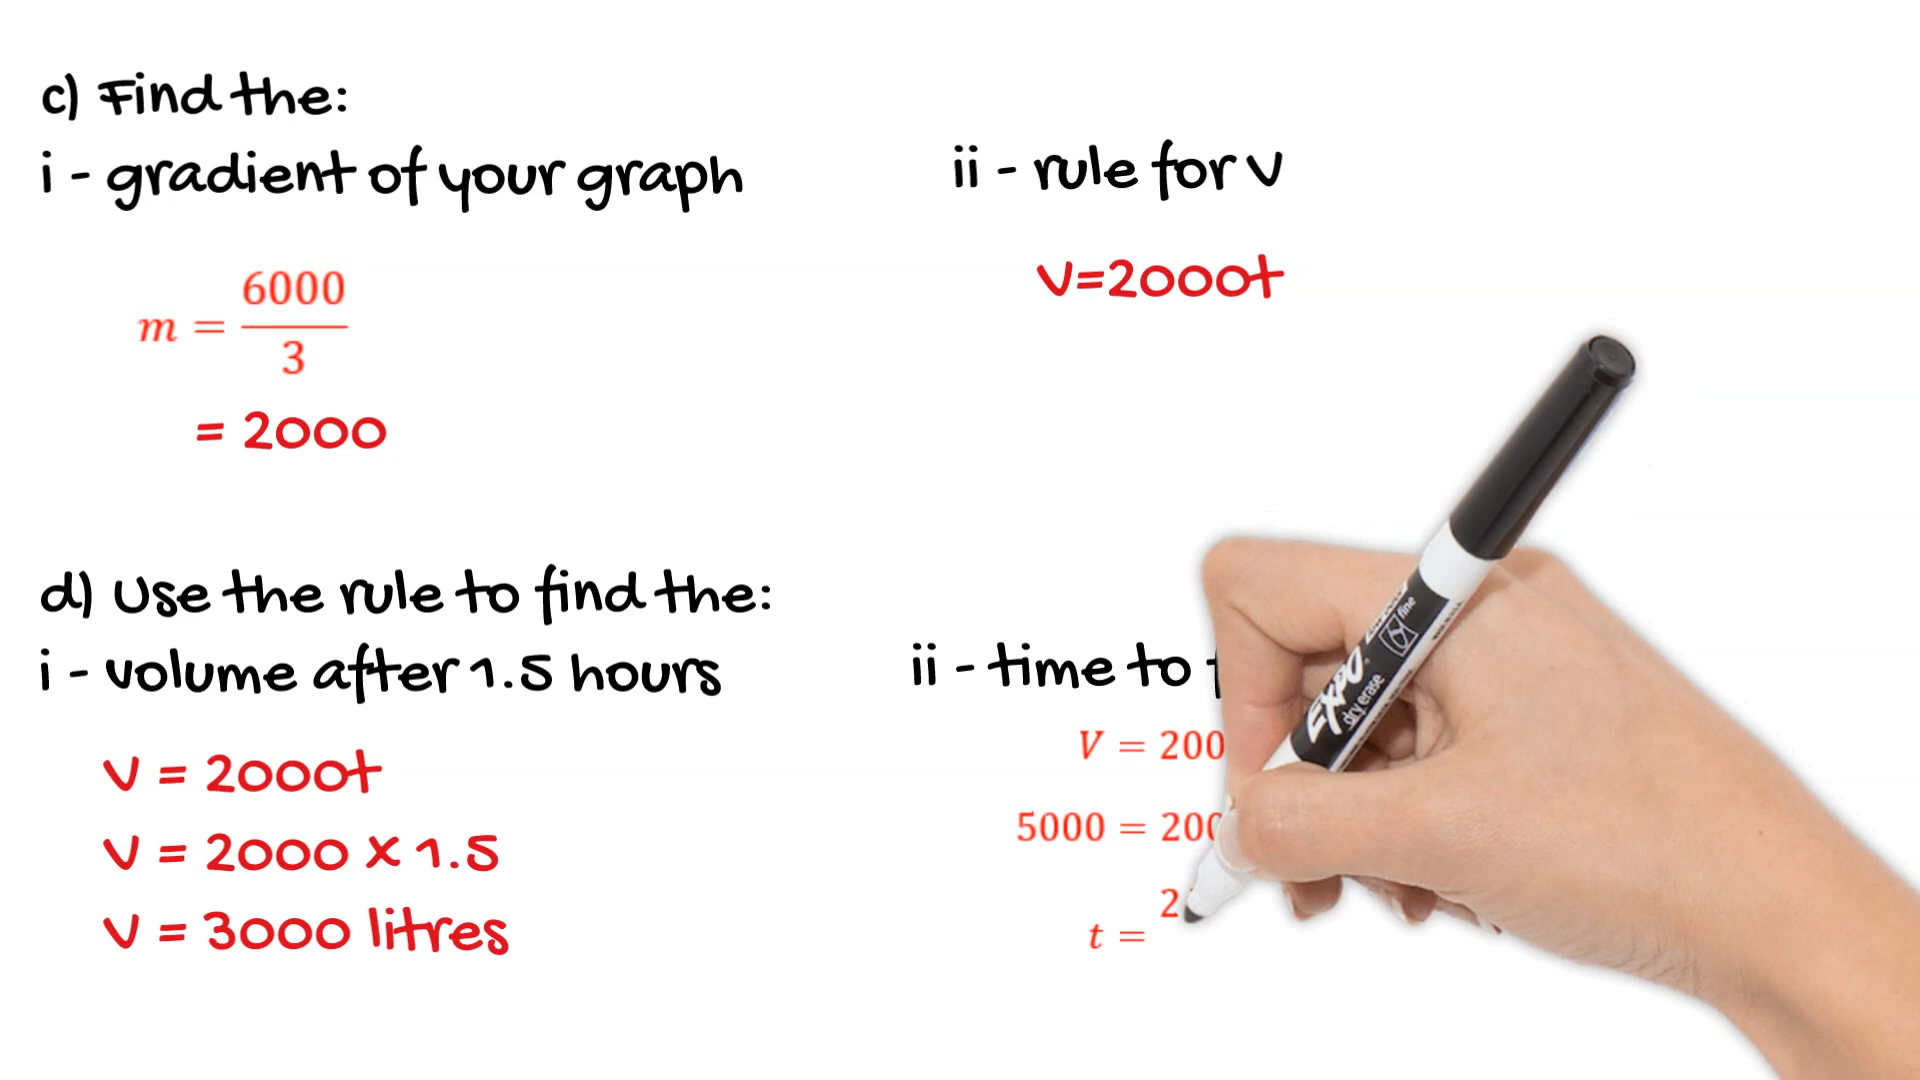 c) Find the:
i - gradient of your graph
m = 6000/3
= 2000
ii - rule for V
V=2000t
d) Use the rule to find the:
i - volume after 1.5 hours
V = 2000t
V = 2000 x 1.5
V = 3000 litres
ii - time to
V = 200
5000 = 200
t = 2
EXPO
dry erase
fine